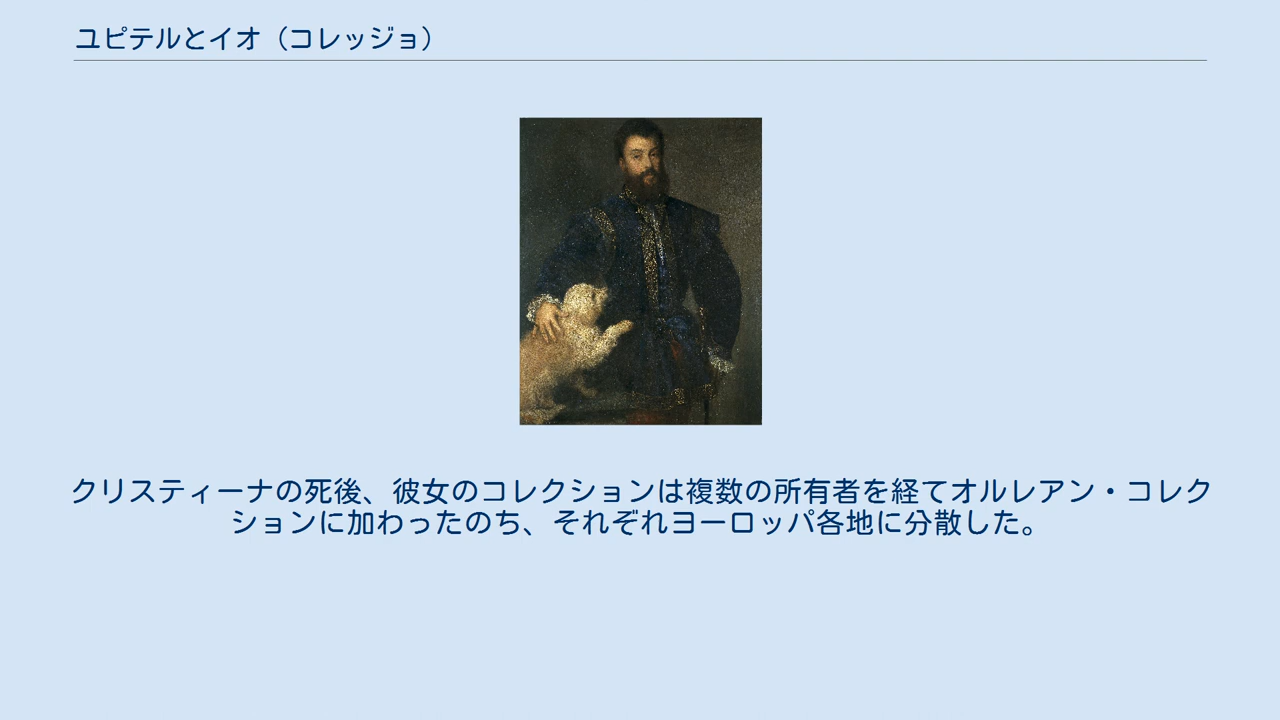 ユピテルとイオ（コレッジョ）
クリスティーナの死後、彼女のコレクションは複数の所有者を経てオルレアン・コレク
ションに加わったのち、それぞれヨーロッパ各地に分散した。